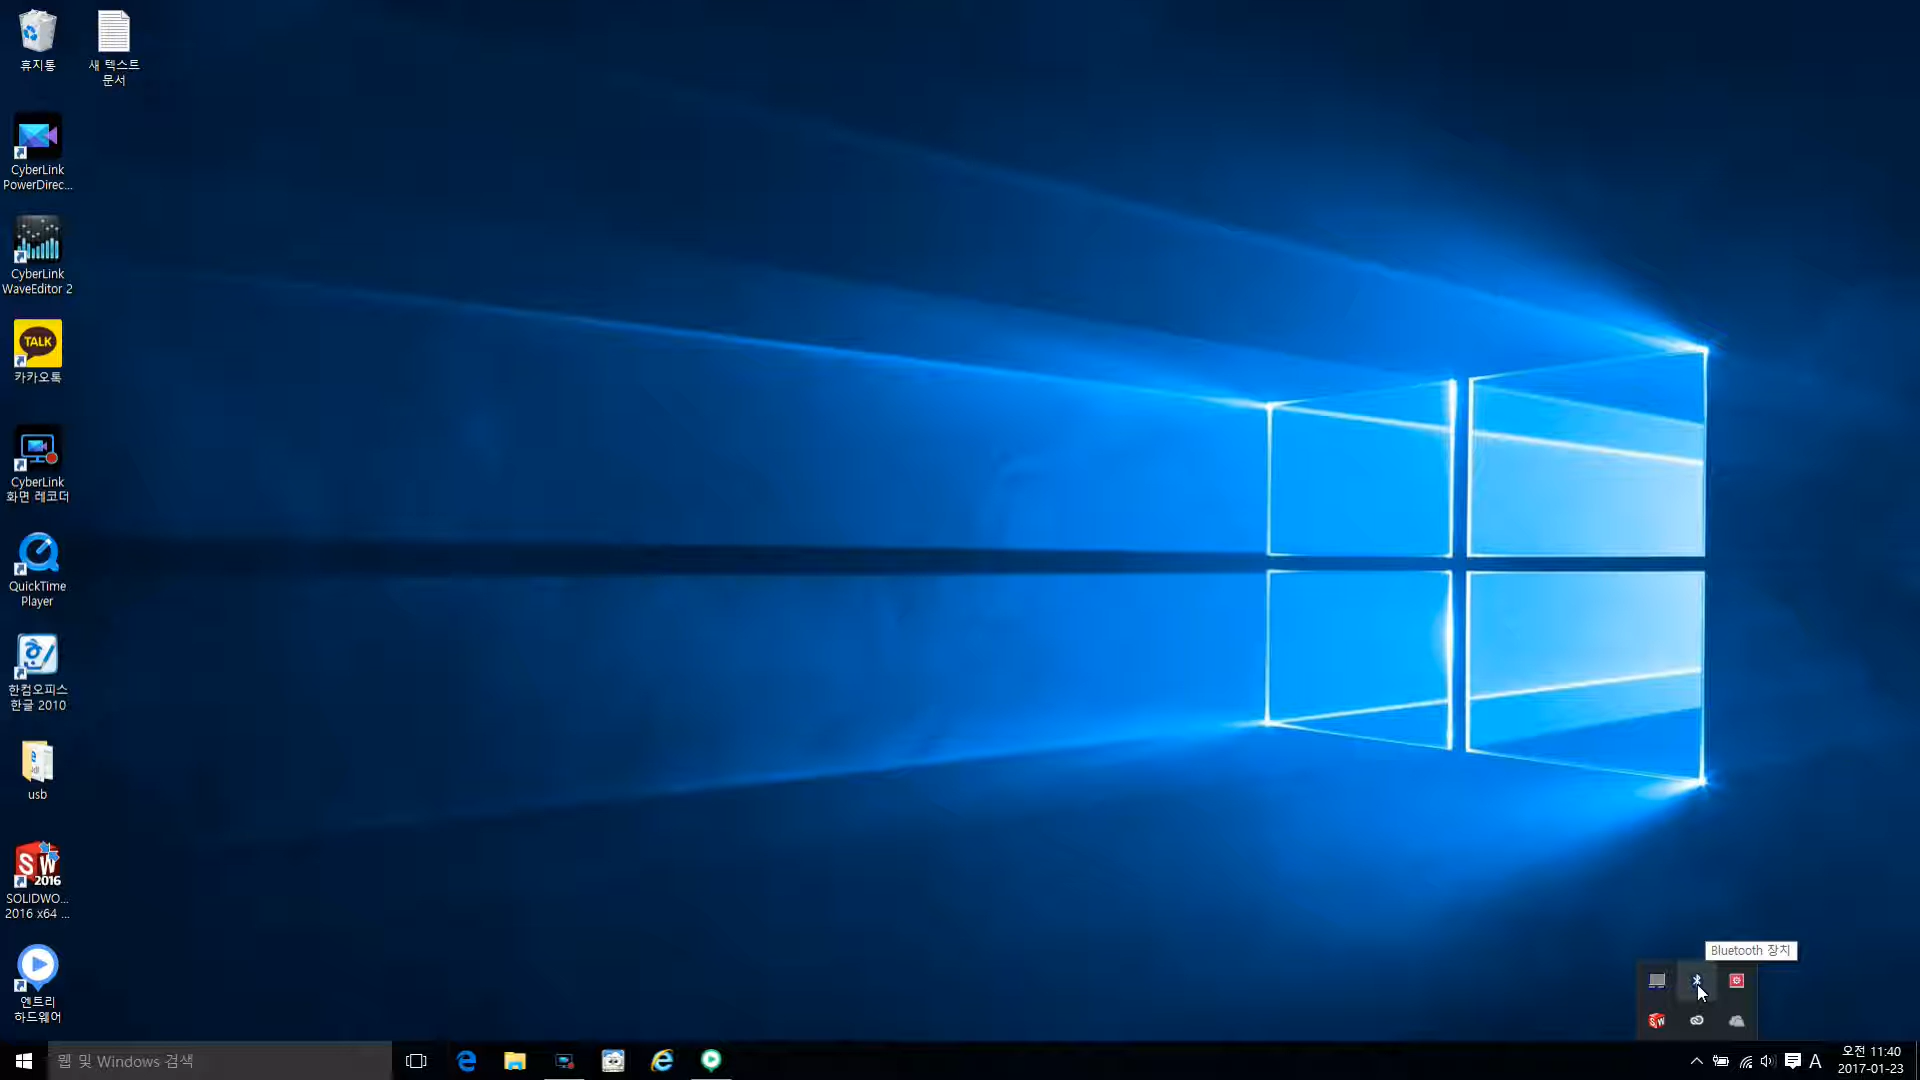 휴지통
새 텍스트
문서
CyberLink
PowerDirec...
CyberLink
WaveEditor 2
TALK
카카오톡
CyberLink
화면 레코더
QuickTime
Player
한컴오피스
한글 2010
usb
SW
2016
SOLIDWO...
2016 x64 ...
엔트리
하드웨어
Bluetooth 장치
SW
웹 및 Windows 검색
A
오전 11:40
2017-01-23